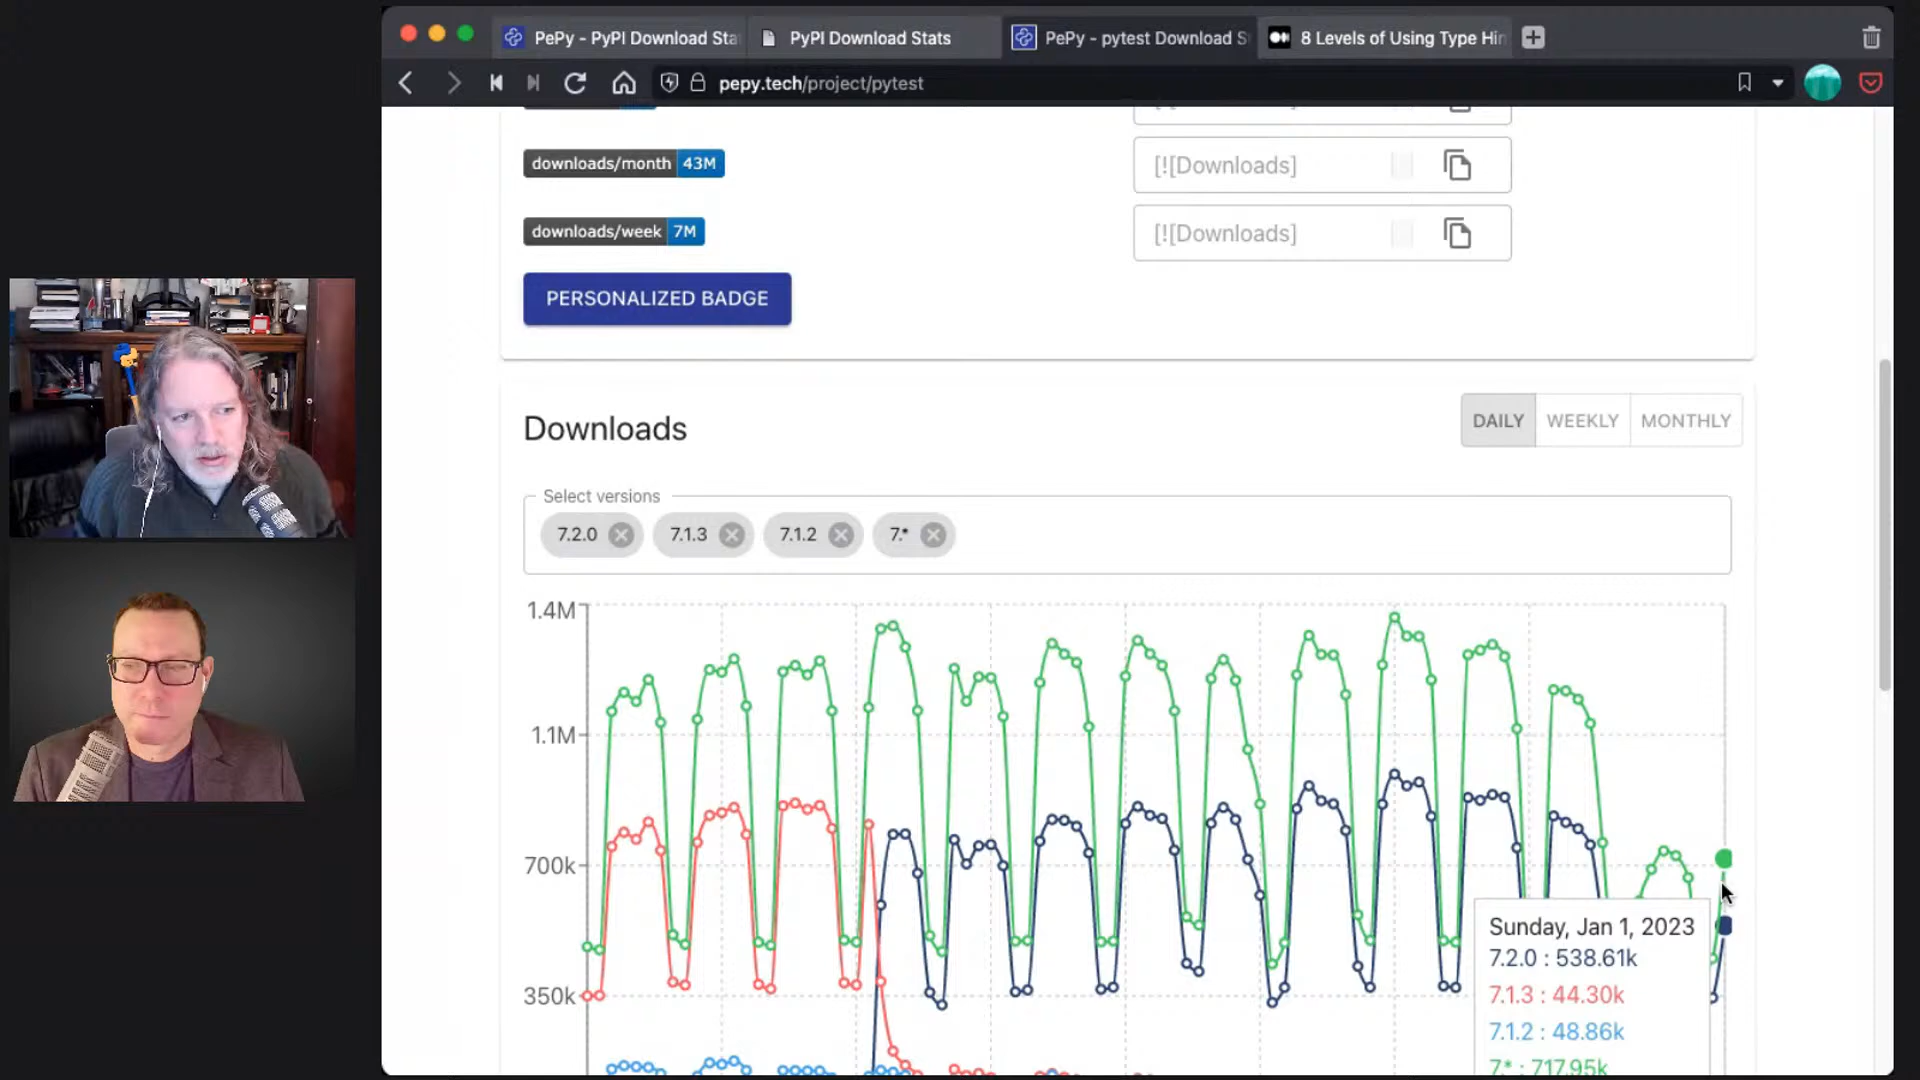 PePy - PyPI Download Sta
PyPI Download Stats
PePy - pytest Download S
8 Levels of Using Type Hin
pepy.tech/project/pytest
downloads/month 43M
[![Downloads]
downloads/week 7M
[![Downloads]
PERSONALIZED BADGE
Downloads
DAILY
WEEKLY
MONTHLY
Select versions
7.2.0
7.1.3
7.1.2
7.*
1.4M
1.1M
700k
350k
Sunday, Jan 1, 2023
7.2.0 : 538.61k
7.1.3 : 44.30k
7.1.2 : 48.86k
7.* : 717.95k